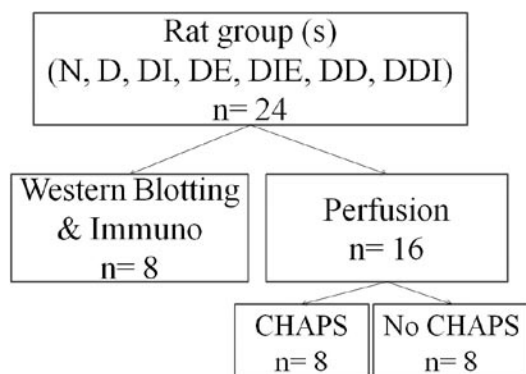 Rat group (s)
(N, D, DI, DE, DIE, DD, DDI)
n= 24
Western Blotting
& Immuno
n= 8
Perfusion
n= 16
CHAPS
n= 8
No CHAPS
n= 8